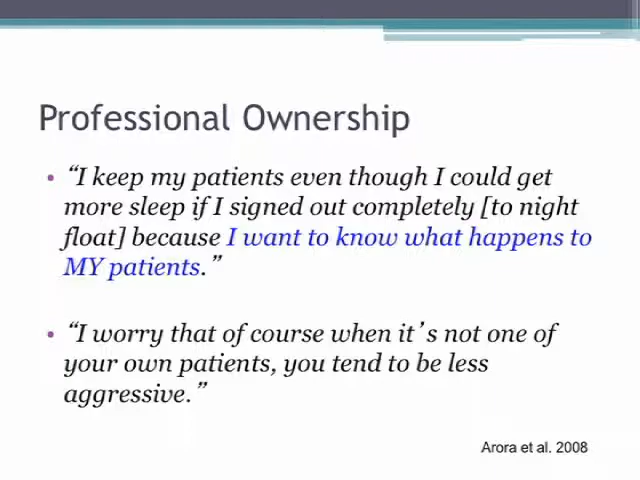 Professional Ownership
• “I keep my patients even though I could get
more sleep if I signed out completely [to night
float] because I want to know what happens to
MY patients.”
• “I worry that of course when it’s not one of
your own patients, you tend to be less
aggressive.”
Arora et al. 2008